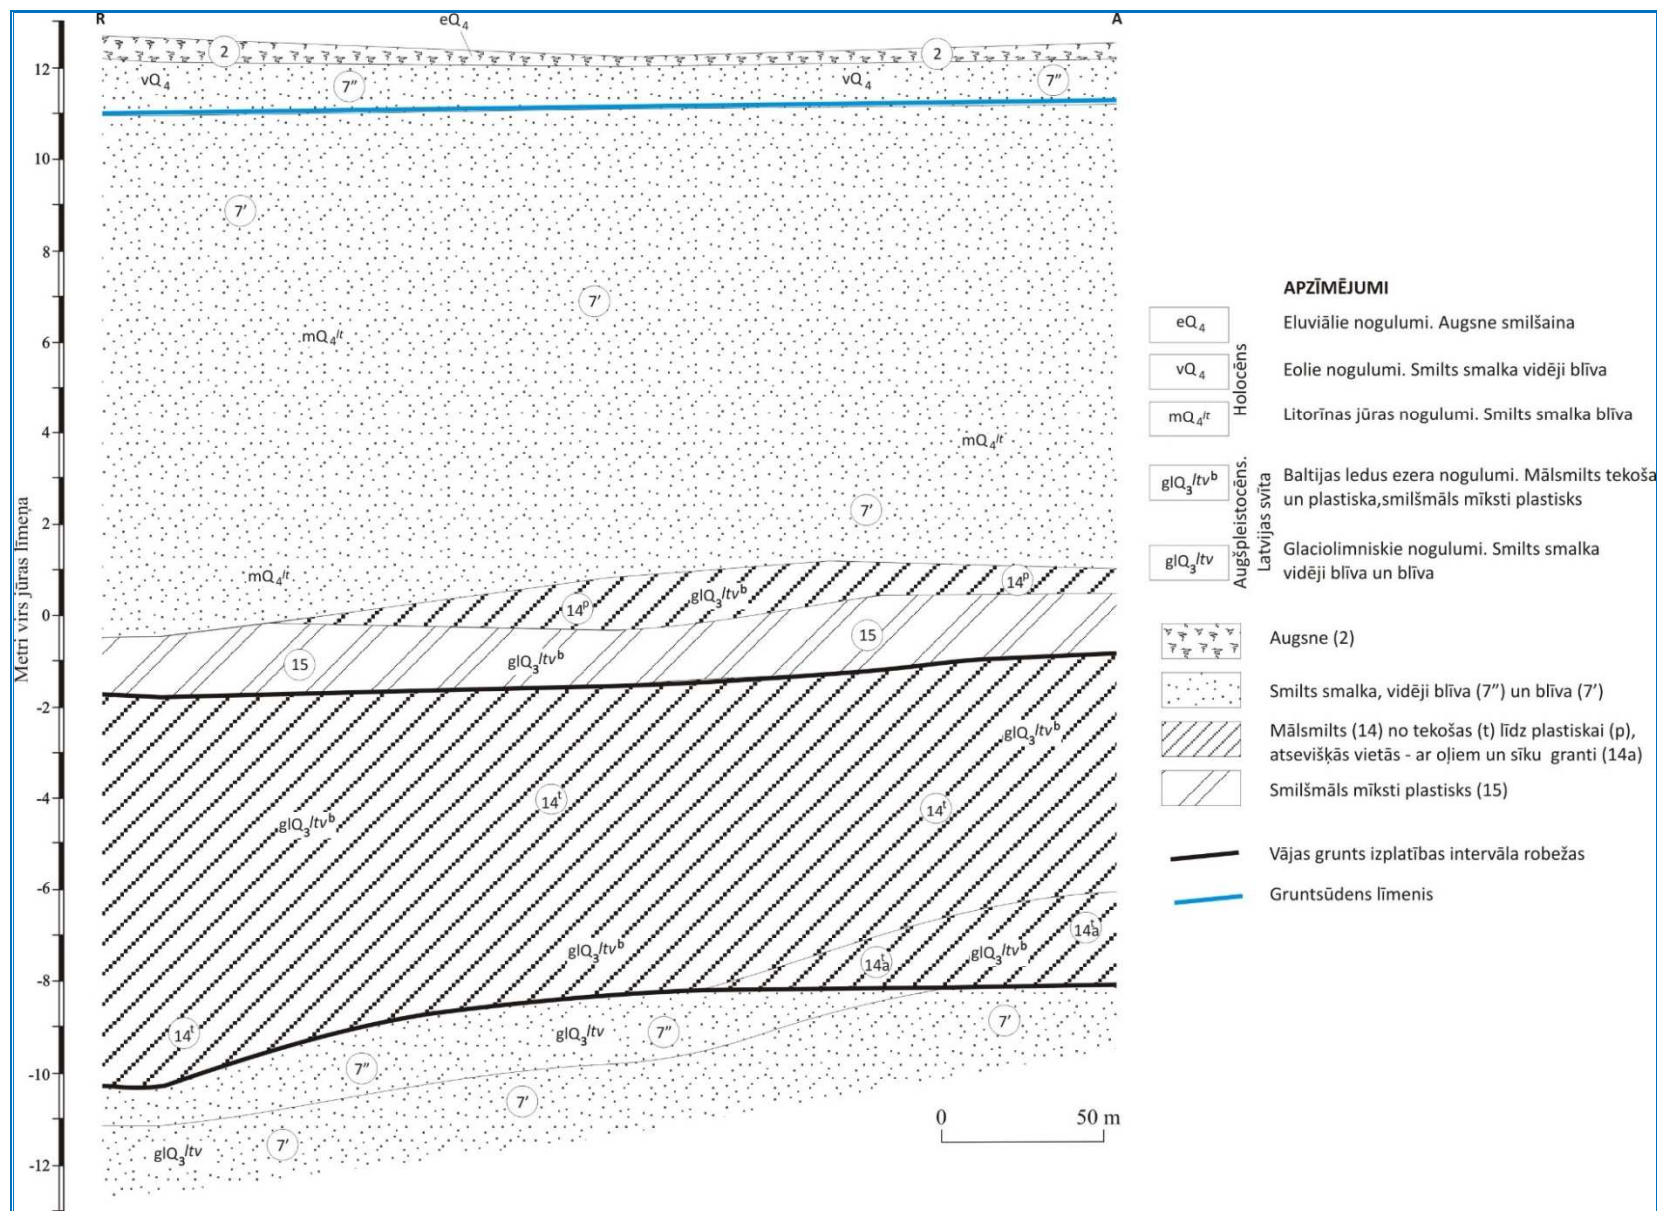 R
A
eQ₄
2
2
vQ₄
7″
vQ₄
7″
7′
7′
mQ₄ˡᵗ
mQ₄ˡᵗ
7′
mQ₄ˡᵗ
14ᵖ
14ᵖ
glQ₃ltvᵇ
15
15
glQ₃ltvᵇ
glQ₃ltvᵇ
14ᵗ
14ᵗ
glQ₃ltvᵇ
14ᵗa
glQ₃ltvᵇ
glQ₃ltvᵇ
14ᵗa
14ᵗ
glQ₃ltv
7″
7′
7″
7′
7′
glQ₃ltv
0 50 m
Metri virs jūras līmeņa
12
10
8
6
4
2
0
-2
-4
-6
-8
-10
-12
APZĪMĒJUMI
eQ₄ Eluviālie nogulumi. Augsne smilšaina
vQ₄ Eolie nogulumi. Smilts smalka vidēji blīva
mQ₄ˡᵗ Litorīnas jūras nogulumi. Smilts smalka blīva
Holocēns
glQ₃ltvᵇ Baltijas ledus ezera nogulumi. Mālsmilts tekoša
un plastiska,smilšmāls mīksti plastisks
glQ₃ltv Glaciolimniskie nogulumi. Smilts smalka
vidēji blīva un blīva
Augšpleistocēns.
Latvijas svīta
Augsne (2)
Smilts smalka, vidēji blīva (7″) un blīva (7′)
Mālsmilts (14) no tekošas (t) līdz plastiskai (p),
atsevišķās vietās - ar oļiem un sīku granti (14a)
Smilšmāls mīksti plastisks (15)
Vājas grunts izplatības intervāla robežas
Gruntsūdens līmenis